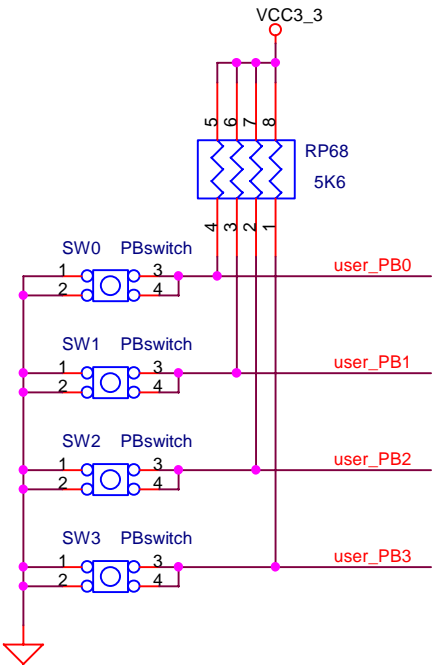 VCC3_3
5 6 7 8
RP68
5K6
4 3 2 1
SW0 PBswitch
1 3 user_PB0
2 4
SW1 PBswitch
1 3 user_PB1
2 4
SW2 PBswitch
1 3 user_PB2
2 4
SW3 PBswitch
1 3 user_PB3
2 4